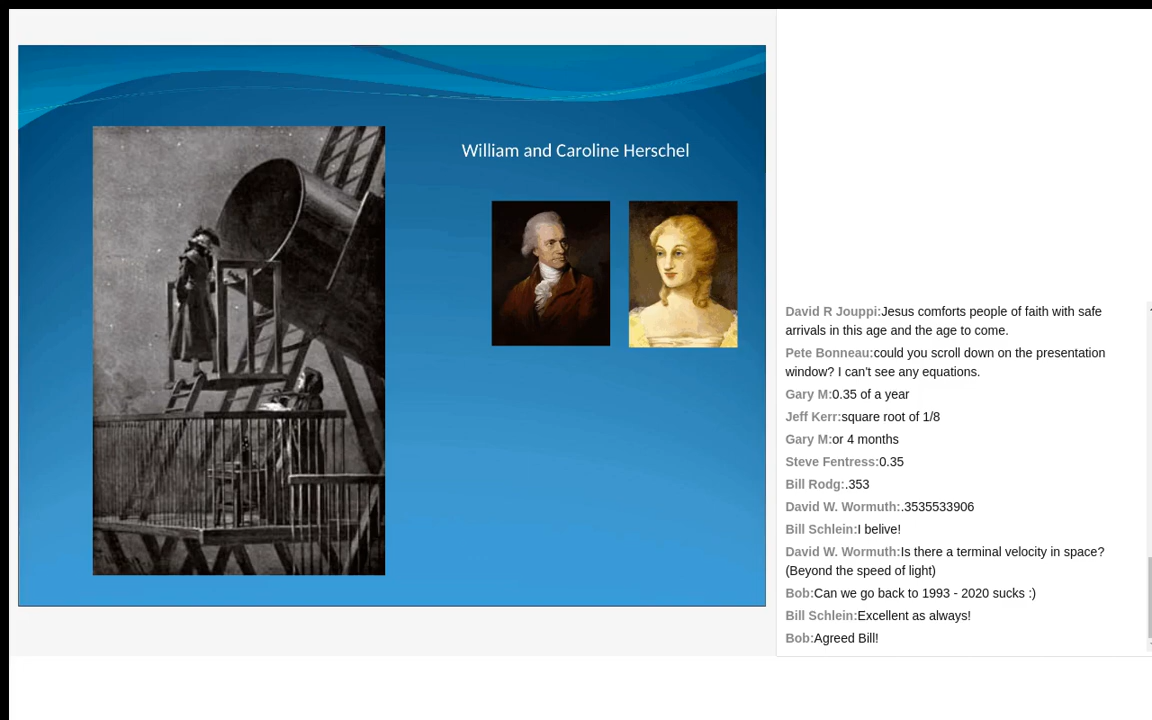 William and Caroline Herschel
David R Jouppi:Jesus comforts people of faith with safe
arrivals in this age and the age to come.
Pete Bonneau:could you scroll down on the presentation
window? I can't see any equations.
Gary M:0.35 of a year
Jeff Kerr:square root of 1/8
Gary M:or 4 months
Steve Fentress:0.35
Bill Rodg:.353
David W. Wormuth:.3535533906
Bill Schlein:I belive!
David W. Wormuth:Is there a terminal velocity in space?
(Beyond the speed of light)
Bob:Can we go back to 1993 - 2020 sucks :)
Bill Schlein:Excellent as always!
Bob:Agreed Bill!